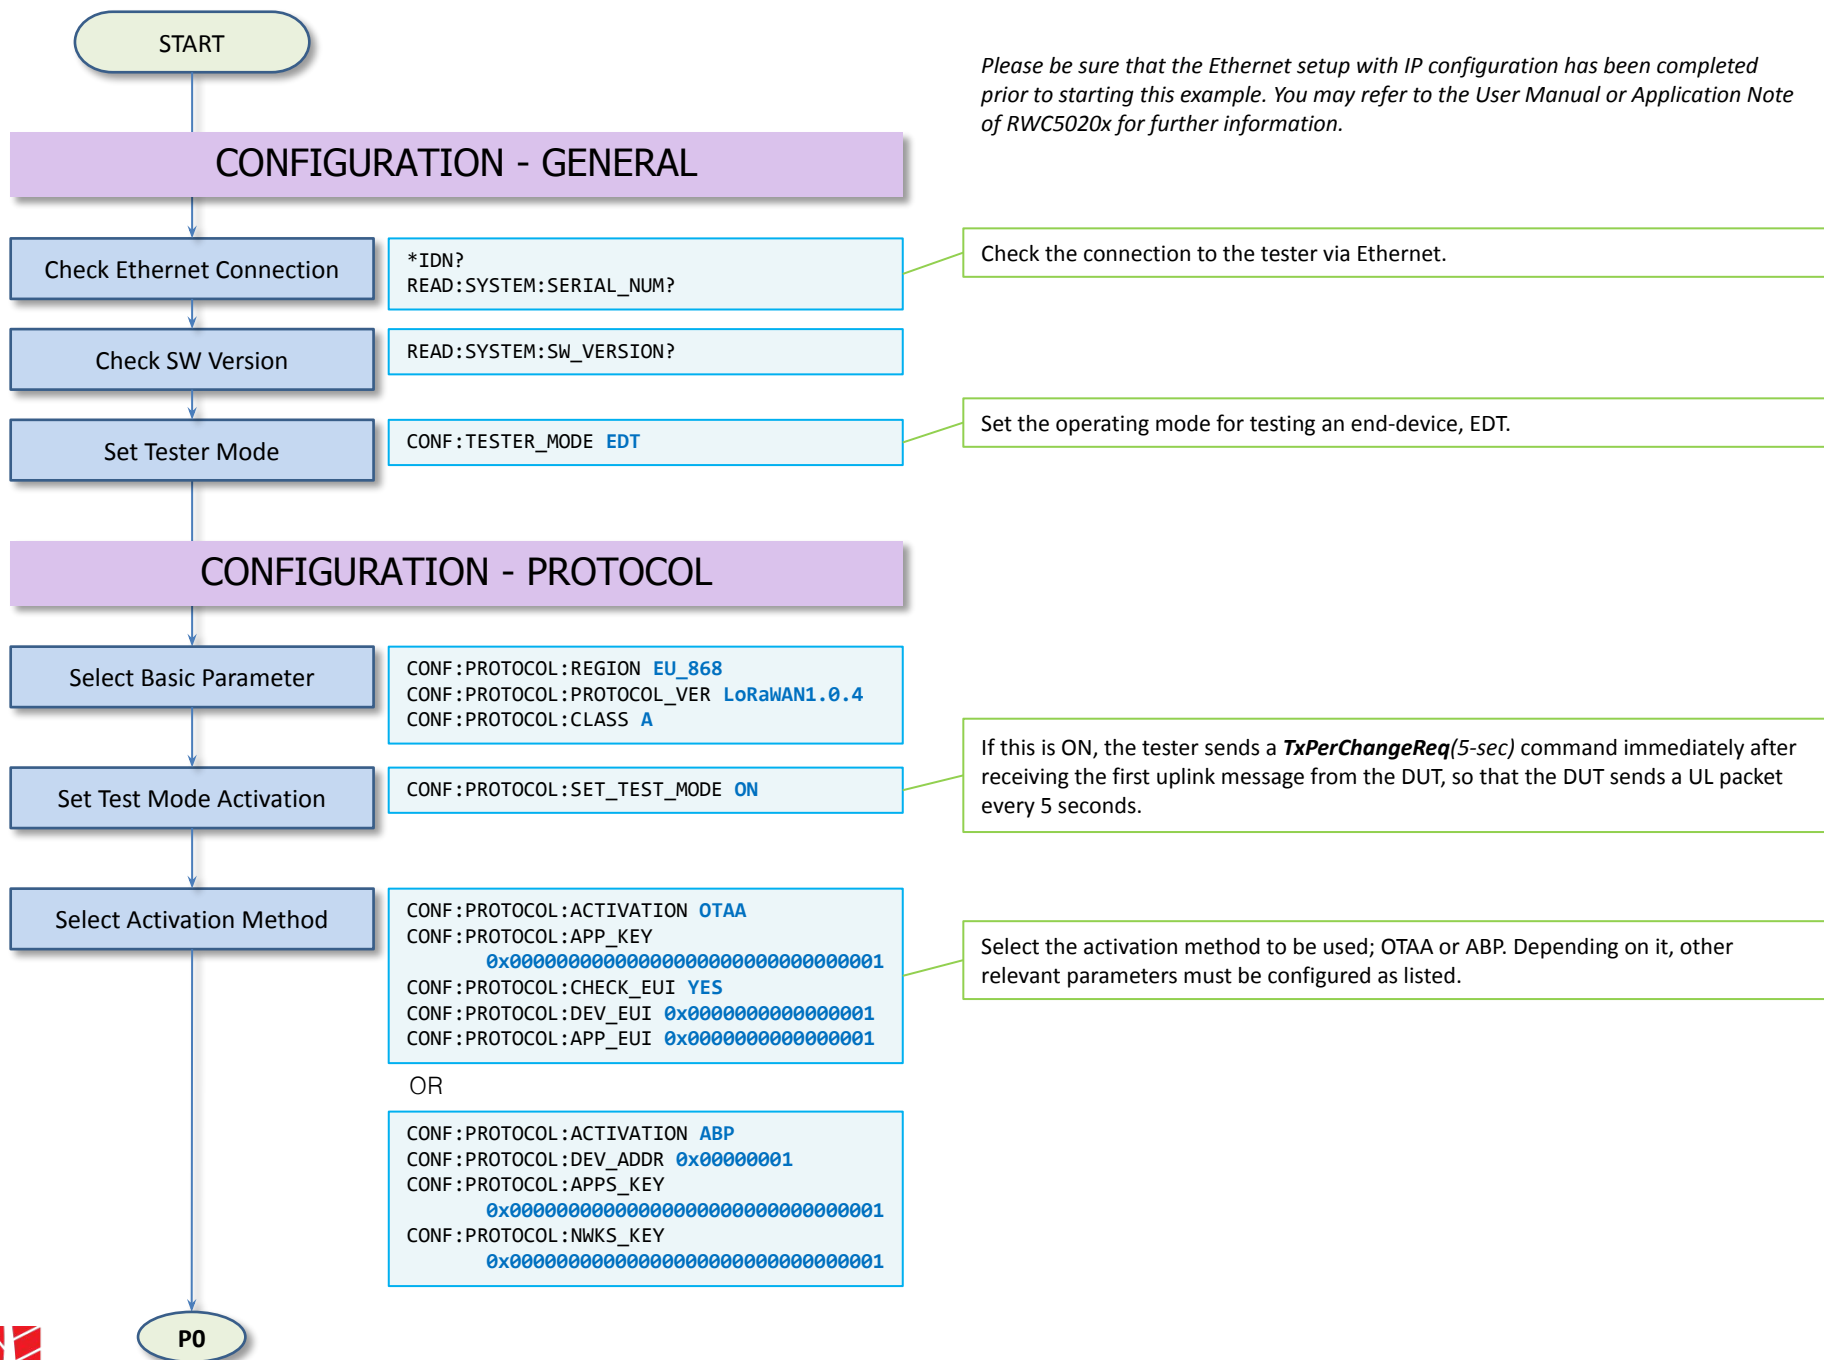 START
Please be sure that the Ethernet setup with IP configuration has been completed
prior to starting this example. You may refer to the User Manual or Application Note
of RWC5020x for further information.
CONFIGURATION - GENERAL
Check Ethernet Connection
*IDN?
READ:SYSTEM:SERIAL_NUM?
Check the connection to the tester via Ethernet.
Check SW Version
READ:SYSTEM:SW_VERSION?
Set Tester Mode
CONF:TESTER_MODE EDT
Set the operating mode for testing an end-device, EDT.
CONFIGURATION - PROTOCOL
Select Basic Parameter
CONF:PROTOCOL:REGION EU_868
CONF:PROTOCOL:PROTOCOL_VER LoRaWAN1.0.4
CONF:PROTOCOL:CLASS A
Set Test Mode Activation
CONF:PROTOCOL:SET_TEST_MODE ON
If this is ON, the tester sends a TxPerChangeReq(5-sec) command immediately after
receiving the first uplink message from the DUT, so that the DUT sends a UL packet
every 5 seconds.
Select Activation Method
CONF:PROTOCOL:ACTIVATION OTAA
CONF:PROTOCOL:APP_KEY
0x00000000000000000000000000000001
CONF:PROTOCOL:CHECK_EUI YES
CONF:PROTOCOL:DEV_EUI 0x0000000000000001
CONF:PROTOCOL:APP_EUI 0x0000000000000001
Select the activation method to be used; OTAA or ABP. Depending on it, other
relevant parameters must be configured as listed.
OR
CONF:PROTOCOL:ACTIVATION ABP
CONF:PROTOCOL:DEV_ADDR 0x00000001
CONF:PROTOCOL:APPS_KEY
0x00000000000000000000000000000001
CONF:PROTOCOL:NWKS_KEY
0x00000000000000000000000000000001
P0